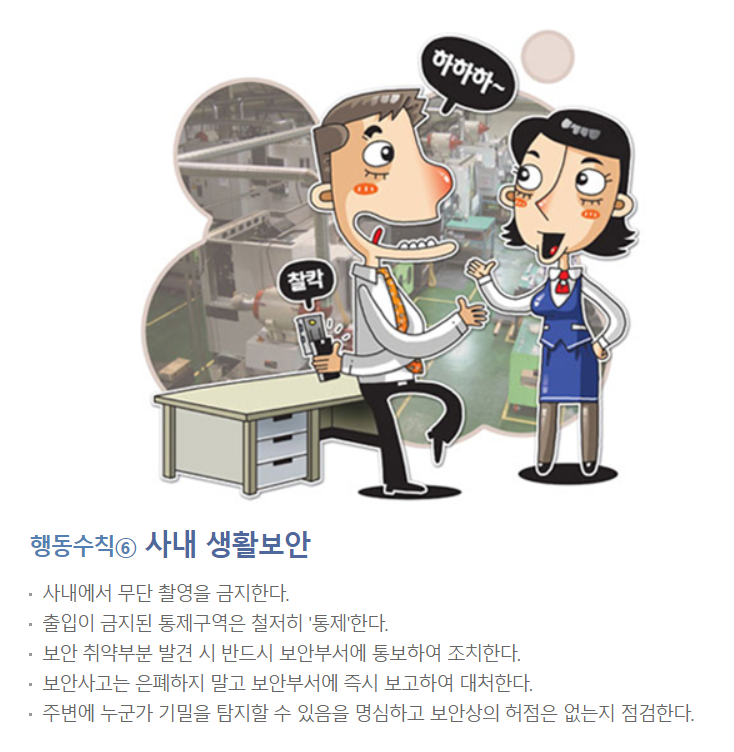 하하하~
찰칵
행동수칙⑥ 사내 생활보안
· 사내에서 무단 촬영을 금지한다.
· 출입이 금지된 통제구역은 철저히 '통제'한다.
· 보안 취약부분 발견 시 반드시 보안부서에 통보하여 조치한다.
· 보안사고는 은폐하지 말고 보안부서에 즉시 보고하여 대처한다.
· 주변에 누군가 기밀을 탐지할 수 있음을 명심하고 보안상의 허점은 없는지 점검한다.